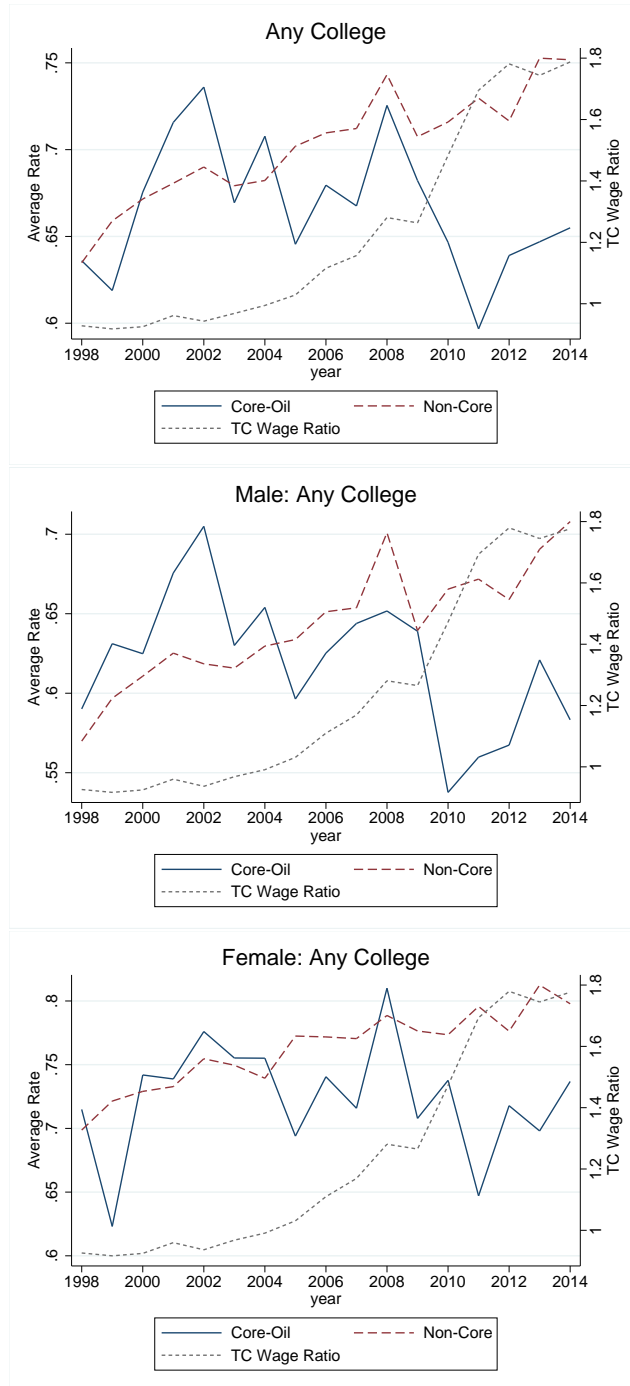 Any College
.75
.7
.65
.6
Average Rate
1.8
1.6
1.4
1.2
1
TC Wage Ratio
1998 2000 2002 2004 2006 2008 2010 2012 2014
year
Core-Oil Non-Core
TC Wage Ratio
Male: Any College
.7
.65
.6
.55
Average Rate
1.8
1.6
1.4
1.2
1
TC Wage Ratio
1998 2000 2002 2004 2006 2008 2010 2012 2014
year
Core-Oil Non-Core
TC Wage Ratio
Female: Any College
.8
.75
.7
.65
.6
Average Rate
1.8
1.6
1.4
1.2
1
TC Wage Ratio
1998 2000 2002 2004 2006 2008 2010 2012 2014
year
Core-Oil Non-Core
TC Wage Ratio